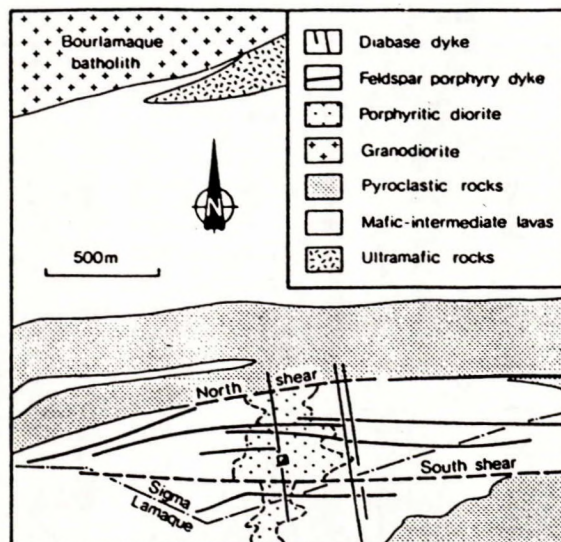 Bourlamaque
batholith
N
500m
Diabase dyke
Feldspar porphyry dyke
Porphyritic diorite
Granodiorite
Pyroclastic rocks
Mafic-intermediate lavas
Ultramafic rocks
North shear
South shear
Sigma
Lamaque